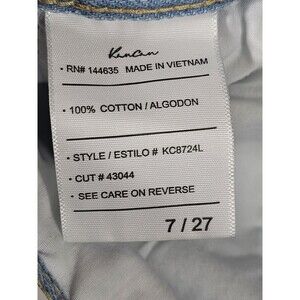 KanCan
• RN# 144635 MADE IN VIETNAM
• 100% COTTON / ALGODON
• STYLE / ESTILO # KC8724L
• CUT # 43044
• SEE CARE ON REVERSE
7 / 27